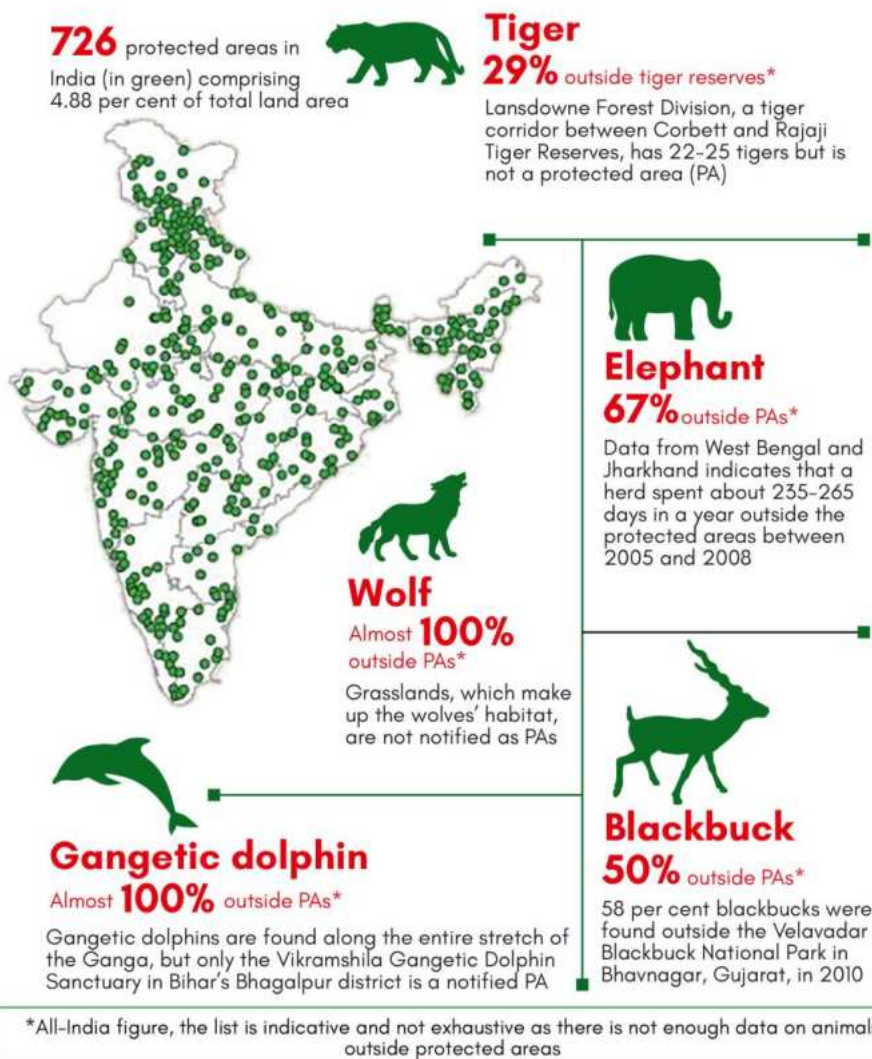 726 protected areas in
India (in green) comprising
4.88 per cent of total land area
Tiger
29% outside tiger reserves*
Lansdowne Forest Division, a tiger
corridor between Corbett and Rajaji
Tiger Reserves, has 22-25 tigers but is
not a protected area (PA)
Elephant
67% outside PAs*
Data from West Bengal and
Jharkhand indicates that a
herd spent about 235-265
days in a year outside the
protected areas between
2005 and 2008
Wolf
Almost 100%
outside PAs*
Grasslands, which make
up the wolves' habitat,
are not notified as PAs
Gangetic dolphin
Almost 100% outside PAs*
Gangetic dolphins are found along the entire stretch of
the Ganga, but only the Vikramshila Gangetic Dolphin
Sanctuary in Bihar's Bhagalpur district is a notified PA
Blackbuck
50% outside PAs*
58 per cent blackbucks were
found outside the Velavadar
Blackbuck National Park in
Bhavnagar, Gujarat, in 2010
*All-India figure, the list is indicative and not exhaustive as there is not enough data on animals
outside protected areas